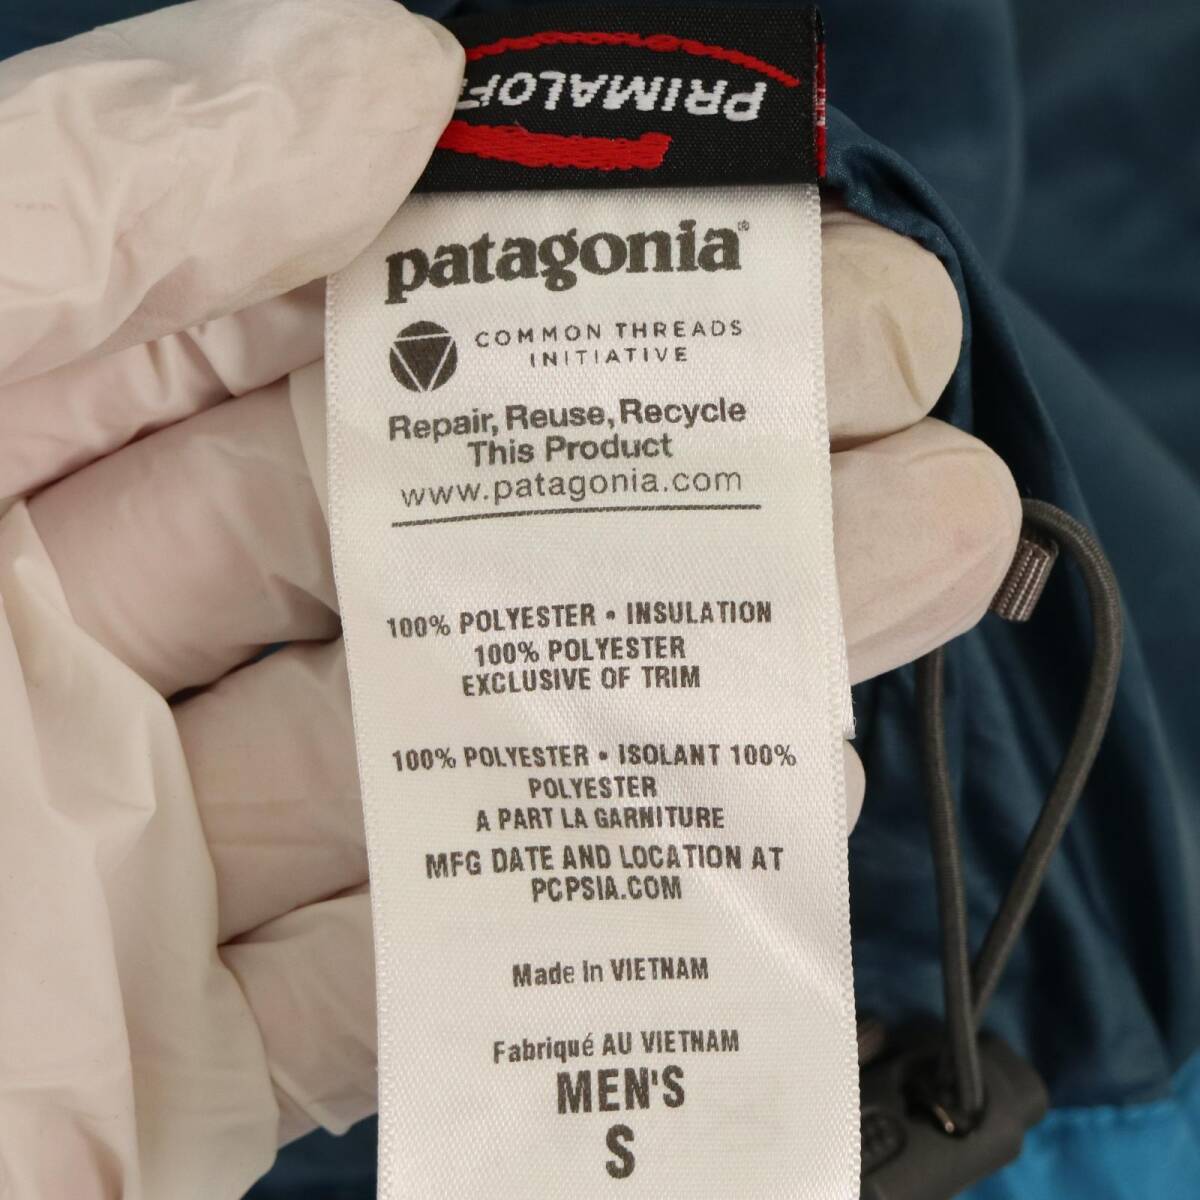 PRIMALOFT
patagonia®
COMMON THREADS
INITIATIVE
Repair, Reuse, Recycle
This Product
www.patagonia.com
100% POLYESTER • INSULATION
100% POLYESTER
EXCLUSIVE OF TRIM
100% POLYESTER • ISOLANT 100%
POLYESTER
A PART LA GARNITURE
MFG DATE AND LOCATION AT
PCPSIA.COM
Made in VIETNAM
Fabriqué AU VIETNAM
MEN'S
S